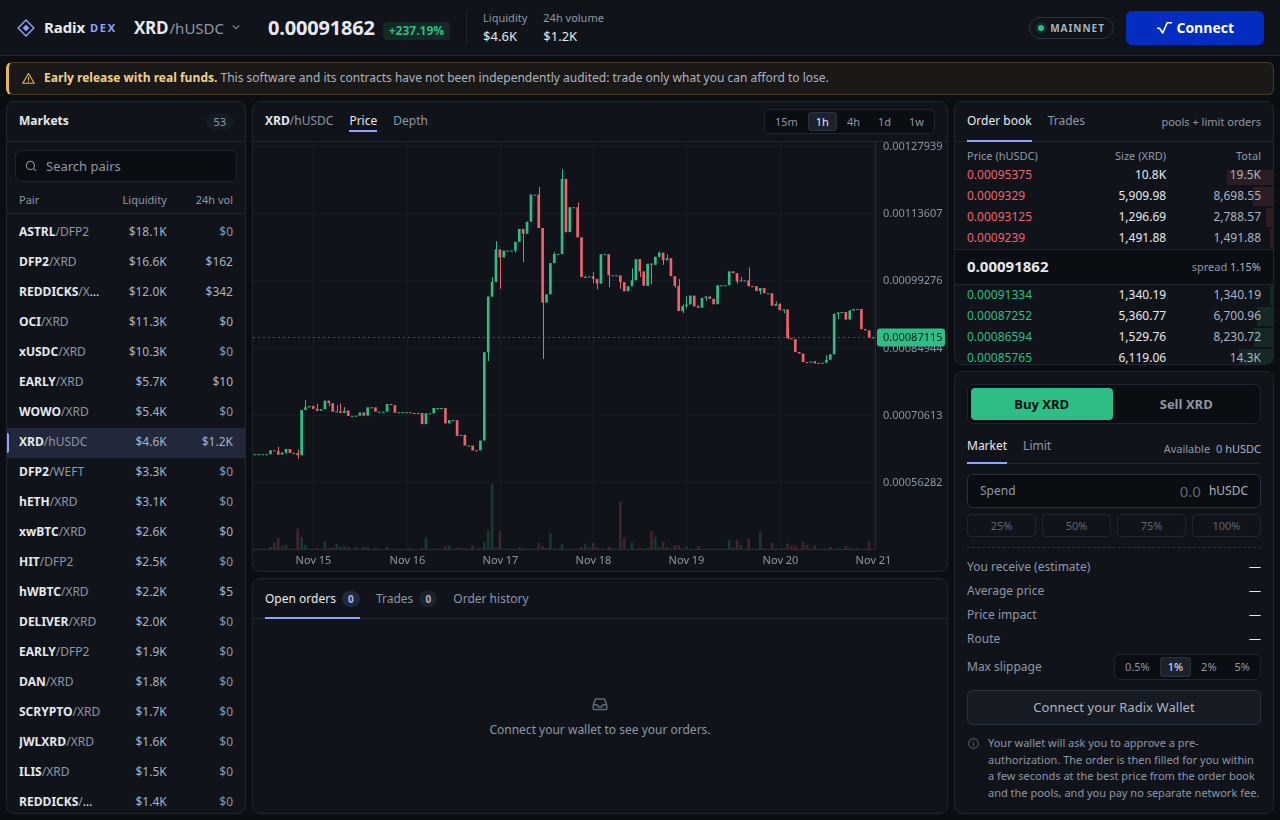 Radix DEX XRD/hUSDC 0.00091862 +237.19%
Liquidity 24h volume
$4.6K $1.2K
MAINNET
Connect
Early release with real funds. This software and its contracts have not been independently audited: trade only what you can afford to lose.
Markets 53
Search pairs
Pair Liquidity 24h vol
ASTRL/DFP2 $18.1K $0
DFP2/XRD $16.6K $162
REDDICKS/X... $12.0K $342
OCI/XRD $11.3K $0
xUSDC/XRD $10.3K $0
EARLY/XRD $5.7K $10
WOWO/XRD $5.4K $0
XRD/hUSDC $4.6K $1.2K
DFP2/WEFT $3.3K $0
hETH/XRD $3.1K $0
xwBTC/XRD $2.6K $0
HIT/DFP2 $2.5K $0
hWBTC/XRD $2.2K $5
DELIVER/XRD $2.0K $0
EARLY/DFP2 $1.9K $0
DAN/XRD $1.8K $0
SCRYPTO/XRD $1.7K $0
JWLXRD/XRD $1.6K $0
ILIS/XRD $1.5K $0
REDDICKS/... $1.4K $0
XRD/hUSDC Price Depth
15m 1h 4h 1d 1w
0.00127939
0.00113607
0.00099276
0.00087115
0.00084944
0.00070613
0.00056282
Nov 15 Nov 16 Nov 17 Nov 18 Nov 19 Nov 20 Nov 21
Open orders 0 Trades 0 Order history
Connect your wallet to see your orders.
Order book Trades pools + limit orders
Price (hUSDC) Size (XRD) Total
0.00095375 10.8K 19.5K
0.0009329 5,909.98 8,698.55
0.00093125 1,296.69 2,788.57
0.0009239 1,491.88 1,491.88
0.00091862 spread 1.15%
0.00091334 1,340.19 1,340.19
0.00087252 5,360.77 6,700.96
0.00086594 1,529.76 8,230.72
0.00085765 6,119.06 14.3K
Buy XRD Sell XRD
Market Limit Available 0 hUSDC
Spend 0.0 hUSDC
25% 50% 75% 100%
You receive (estimate) —
Average price —
Price impact —
Route —
Max slippage 0.5% 1% 2% 5%
Connect your Radix Wallet
Your wallet will ask you to approve a pre-
authorization. The order is then filled for you within
a few seconds at the best price from the order book
and the pools, and you pay no separate network fee.